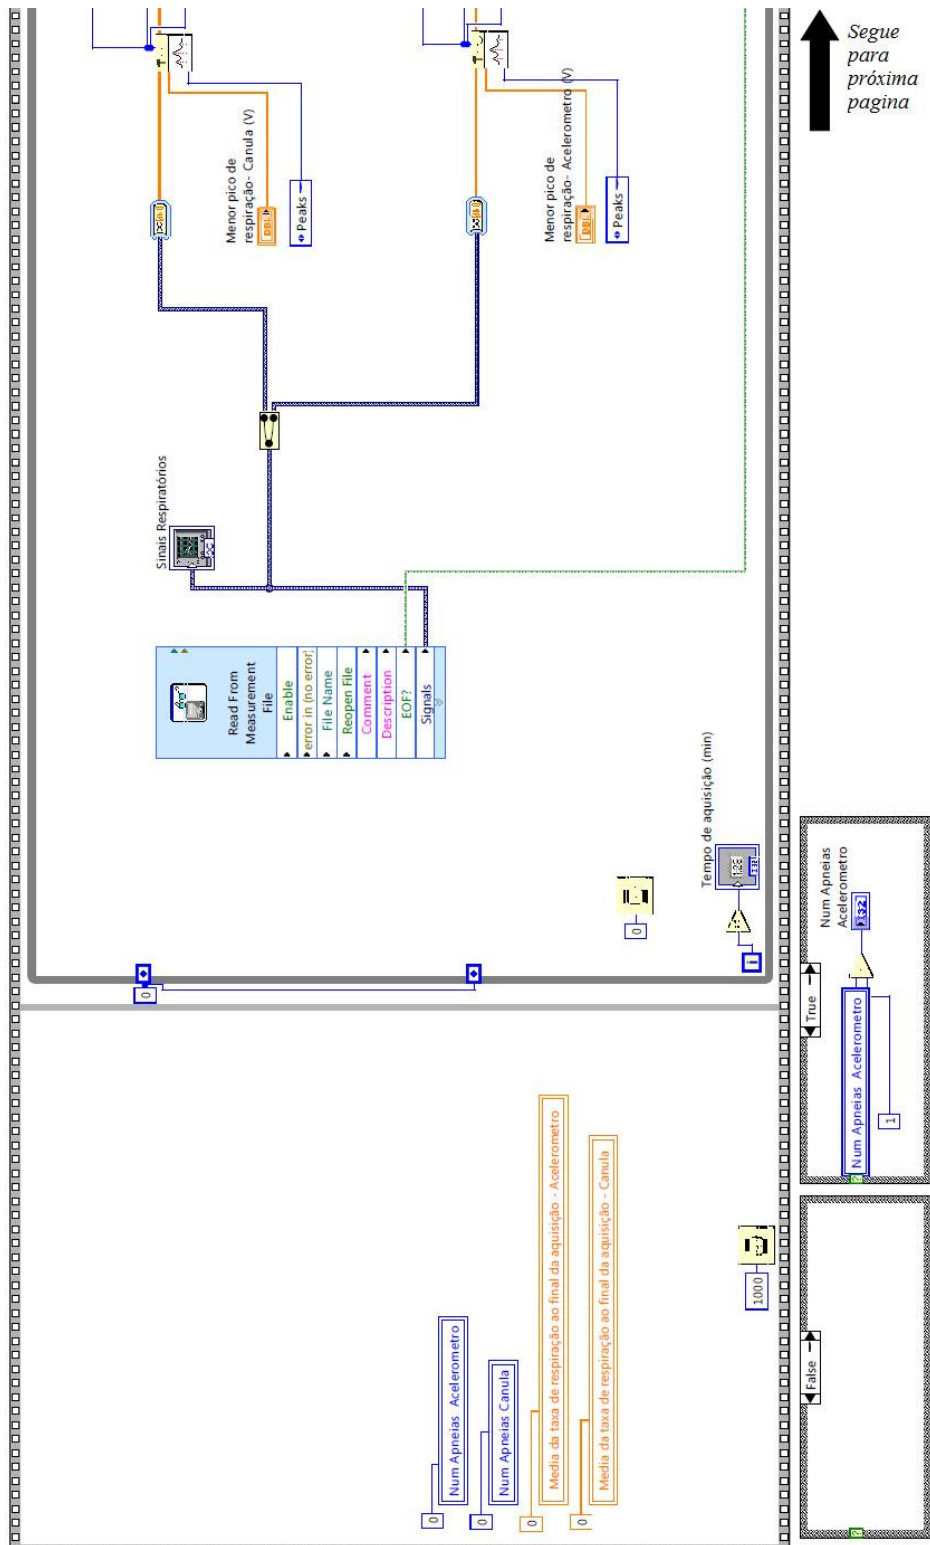 Segue
para
próxima
pagina
Menor pico de
respiração- Canula (V)
DBL
Peaks
Menor pico de
respiração- Acelerometro (V)
DBL
Peaks
Sinais Respiratórios
Read From
Measurement
File
Enable
error in (no error)
File Name
Reopen File
Comment
Description
EOF?
Signals
0
0
Tempo de aquisição (min)
1.23
I32
i
0
Num Apneias Acelerometro
0
Num Apneias Canula
0
Media da taxa de respiração ao final da aquisição - Acelerometro
0
Media da taxa de respiração ao final da aquisição - Canula
1000
True
Num Apneias Acelerometro
1
Num Apneias
Acelerometro
I32
?
False
?